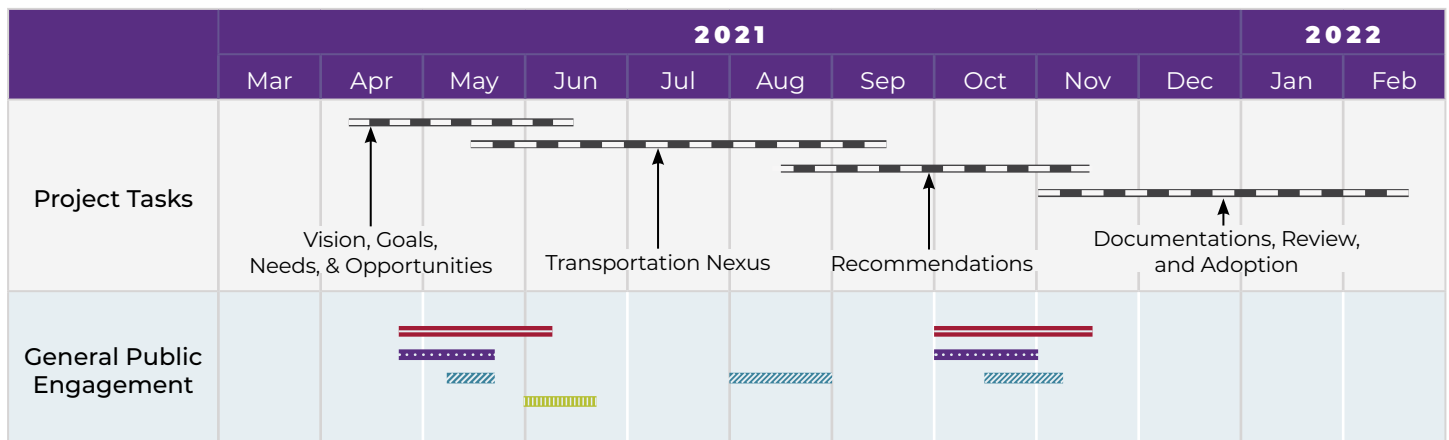 2021
2022
Mar
Apr
May
Jun
Jul
Aug
Sep
Oct
Nov
Dec
Jan
Feb
Project Tasks
Vision, Goals,
Needs, & Opportunities
Transportation Nexus
Recommendations
Documentations, Review,
and Adoption
General Public
Engagement